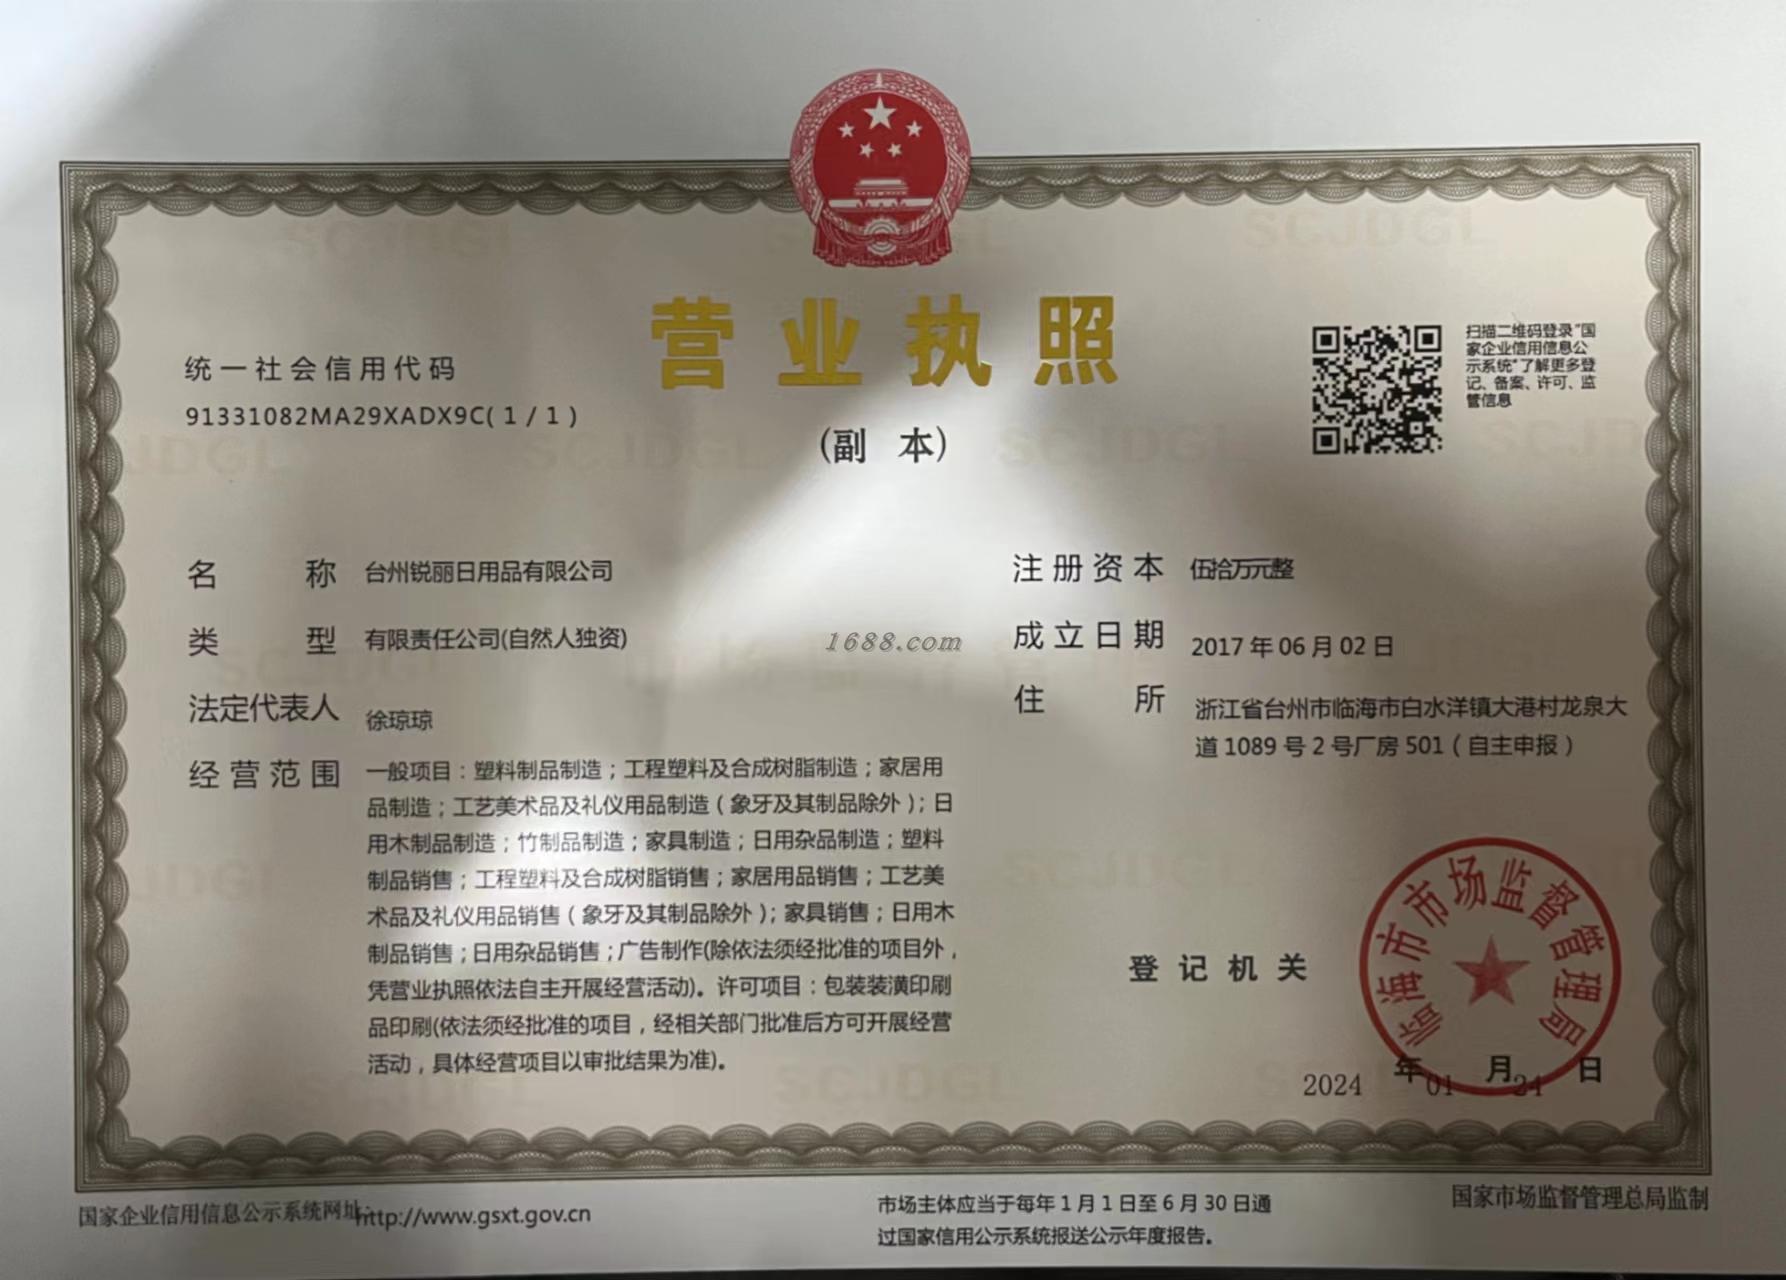 营业执照
(副 本)
统一社会信用代码
91331082MA29XADX9C(1/1)
扫描二维码登录“国
家企业信用信息公
示系统”了解更多登
记、备案、许可、监
管信息
名 称 台州锐丽日用品有限公司
类 型 有限责任公司(自然人独资)
法定代表人 徐琼琼
经营范围 一般项目：塑料制品制造；工程塑料及合成树脂制造；家居用
品制造；工艺美术品及礼仪用品制造（象牙及其制品除外）；日
用木制品制造；竹制品制造；家具制造；日用杂品制造；塑料
制品销售；工程塑料及合成树脂销售；家居用品销售；工艺美
术品及礼仪用品销售（象牙及其制品除外）；家具销售；日用木
制品销售；日用杂品销售；广告制作(除依法须经批准的项目外，
凭营业执照依法自主开展经营活动)。许可项目：包装装潢印刷
品印刷(依法须经批准的项目，经相关部门批准后方可开展经营
活动，具体经营项目以审批结果为准)。
1688.com
注册资本 伍拾万元整
成立日期 2017年06月02日
住 所 浙江省台州市临海市白水洋镇大港村龙泉大
道1089号2号厂房501（自主申报）
登记机关
临海市市场监督管理局
2024年01月24日
国家企业信用信息公示系统网址：http://www.gsxt.gov.cn
市场主体应当于每年1月1日至6月30日通
过国家信用公示系统报送公示年度报告。
国家市场监督管理总局监制
SCJDGL